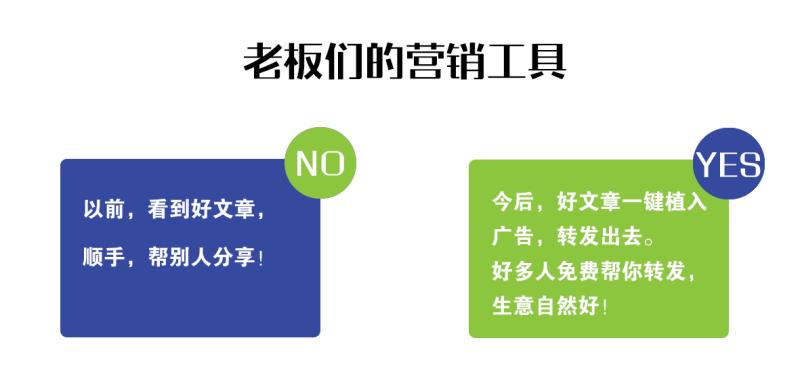 老板们的营销工具
NO
以前，看到好文章，
顺手，帮别人分享！
YES
今后，好文章一键植入
广告，转发出去。
好多人免费帮你转发，
生意自然好！